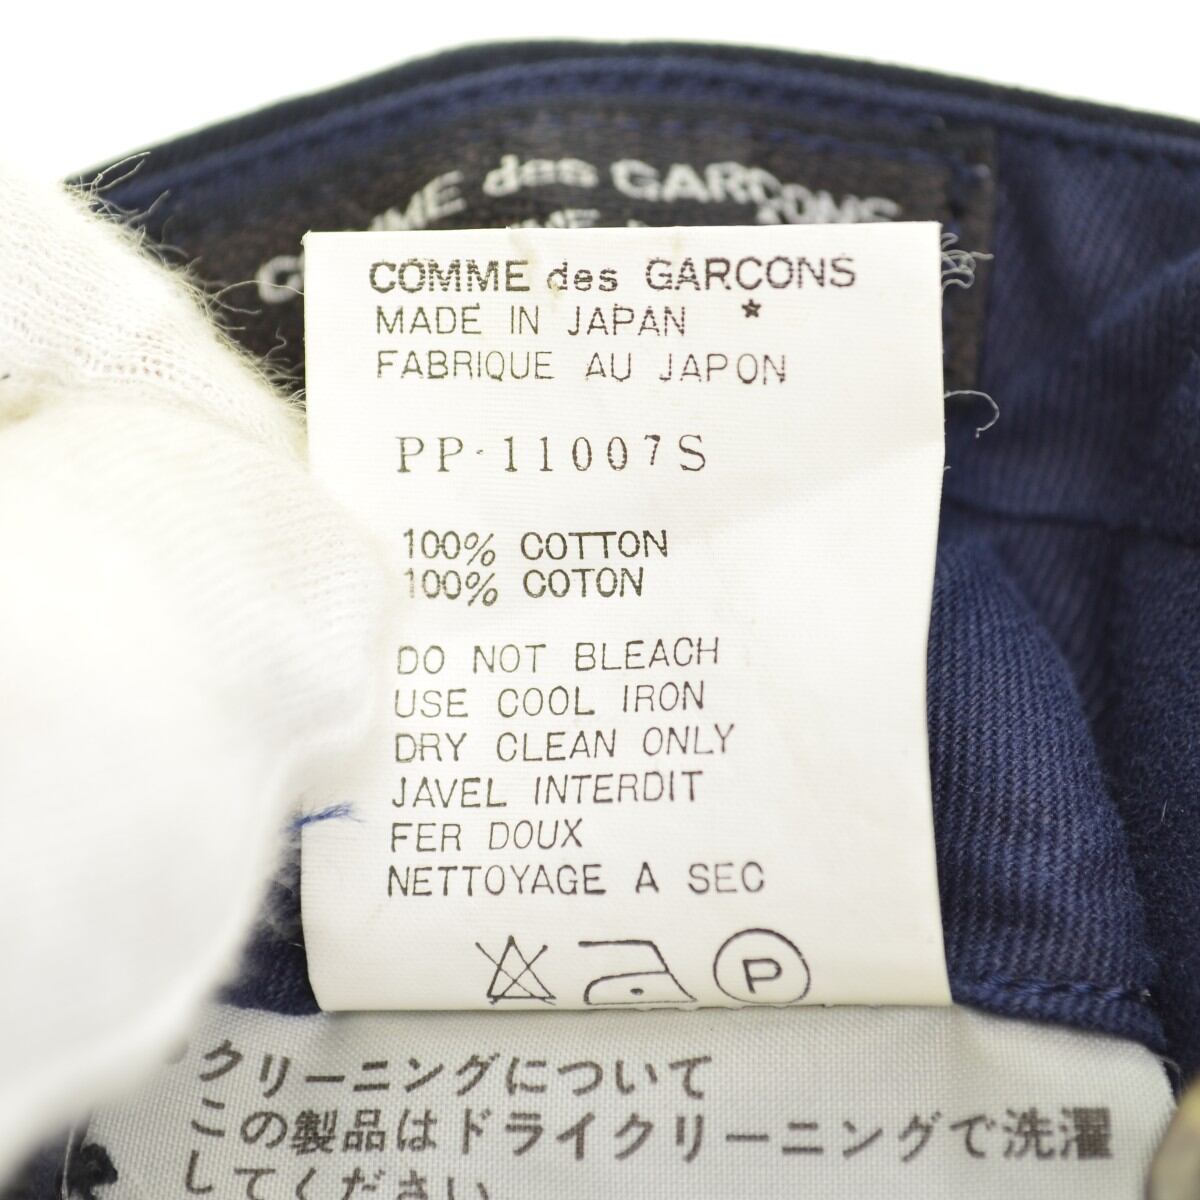 des GARÇONS
COMME des GARCONS
MADE IN JAPAN *
FABRIQUE AU JAPON
PP-11007S
100% COTTON
100% COTON
DO NOT BLEACH
USE COOL IRON
DRY CLEAN ONLY
JAVEL INTERDIT
FER DOUX
NETTOYAGE A SEC
P
クリーニングについて
この製品はドライクリーニングで洗濯
してください